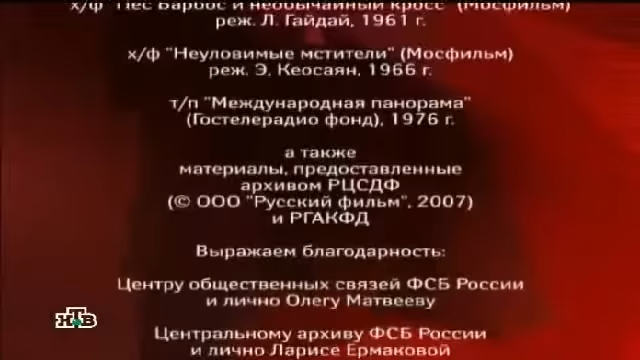 х/ф "Пес Барбос и необычайный кросс" (Мосфильм)
реж. Л. Гайдай, 1961 г.
х/ф "Неуловимые мстители" (Мосфильм)
реж. Э. Кеосаян, 1966 г.
т/п "Международная панорама"
(Гостелерадио фонд), 1976 г.
а также
материалы, предоставленные
архивом РЦСДФ
(© ООО "Русский фильм", 2007)
и РГАКФД
Выражаем благодарность:
Центру общественных связей ФСБ России
и лично Олегу Матвееву
Центральному архиву ФСБ России
и лично Ларисе Ермаковой
НТВ